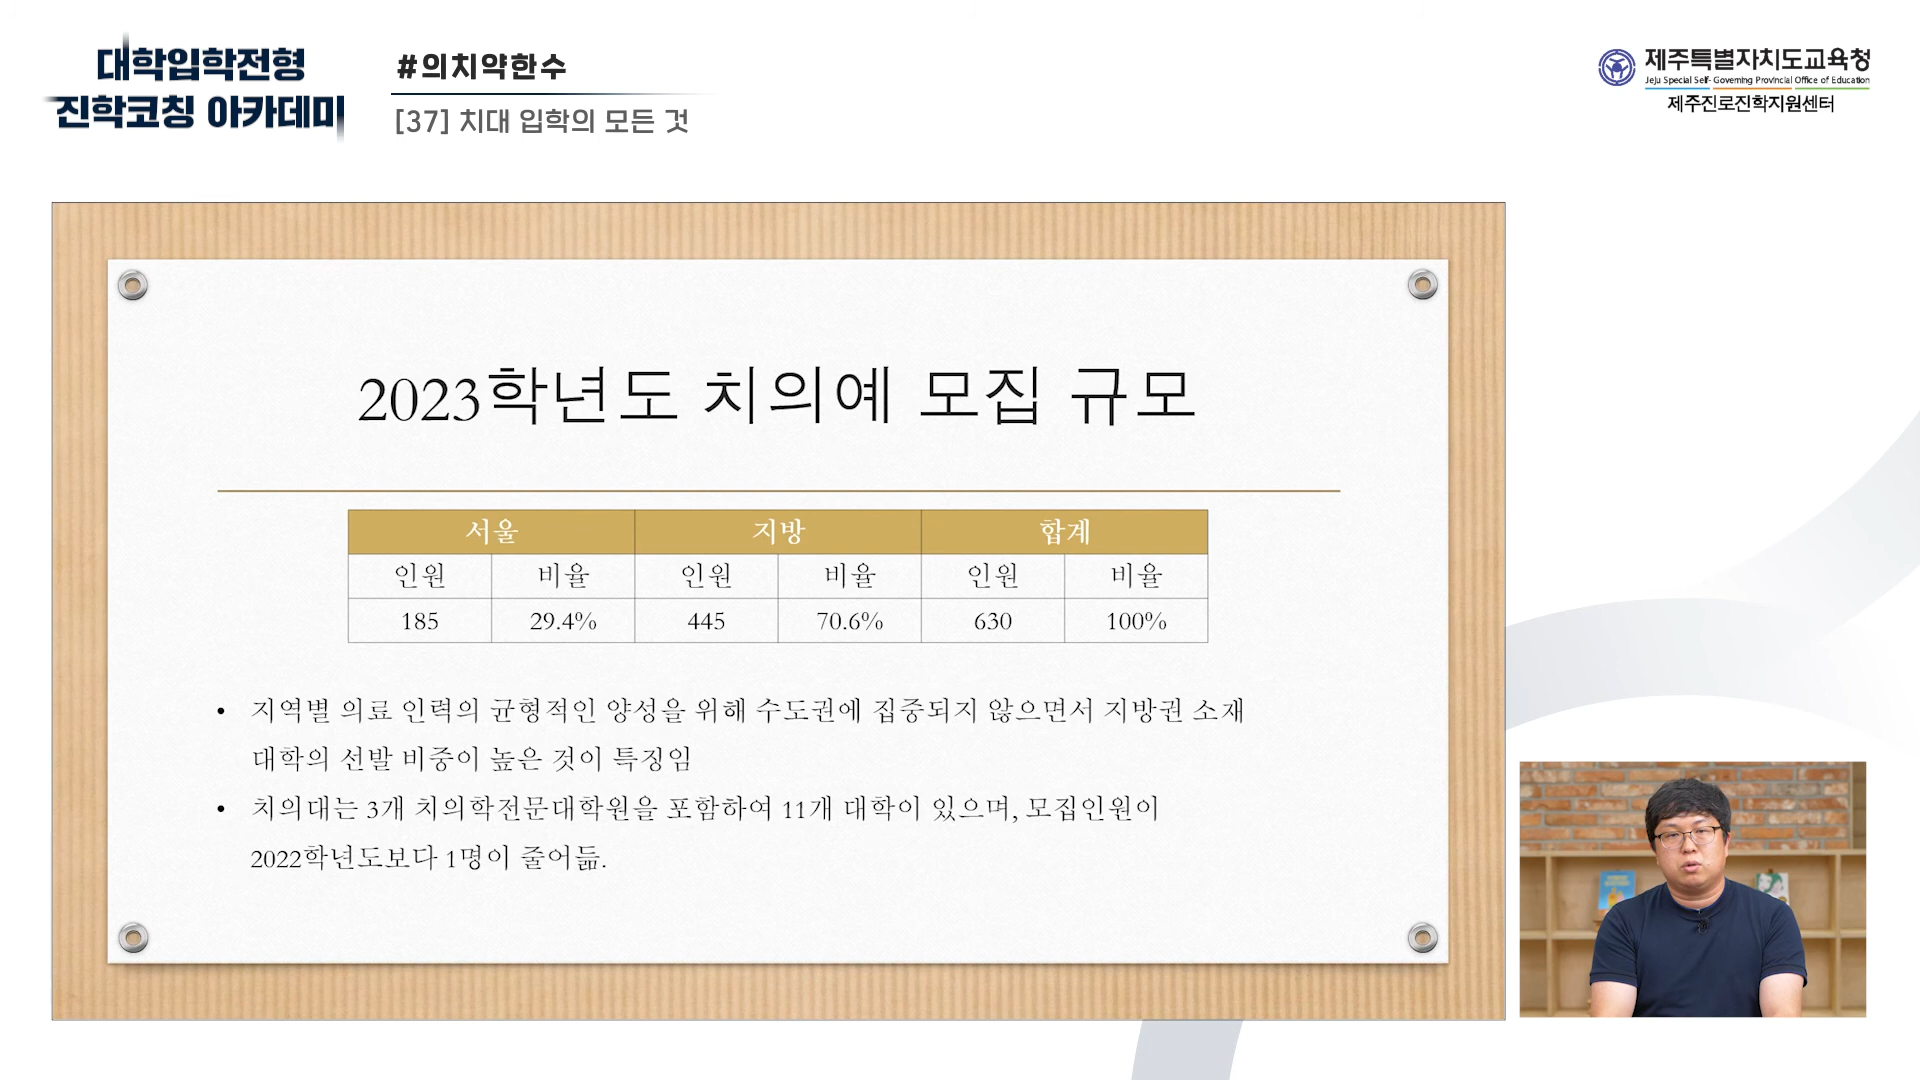 대학입학전형
진학코칭 아카데미
#의치약한수
[37] 치대 입학의 모든 것
제주특별자치도교육청
Jeju Special Self- Governing Provincial Office of Education
제주진로진학지원센터
2023학년도 치의예 모집 규모
서울 지방 합계
인원 비율 인원 비율 인원 비율
185 29.4% 445 70.6% 630 100%
• 지역별 의료 인력의 균형적인 양성을 위해 수도권에 집중되지 않으면서 지방권 소재
대학의 선발 비중이 높은 것이 특징임
• 치의대는 3개 치의학전문대학원을 포함하여 11개 대학이 있으며, 모집인원이
2022학년도보다 1명이 줄어듦.